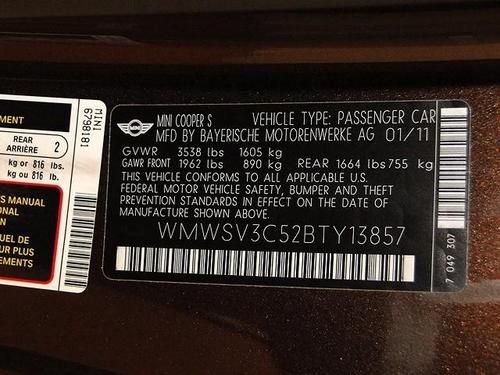 MENT
REAR
ARRIÈRE 2
kg or 816 lbs.
kg ou 816 lb.
S MANUAL
ONAL
ON
UEL DE
UR PLUS
EMENTS
MINI
6798181
MINI
MINI COOPER S VEHICLE TYPE: PASSENGER CAR
MFD BY BAYERISCHE MOTORENWERKE AG 01/11
GVWR 3538 lbs 1605 kg
GAWR FRONT 1962 lbs 890 kg REAR 1664 lbs 755 kg
THIS VEHICLE CONFORMS TO ALL APPLICABLE U.S.
FEDERAL MOTOR VEHICLE SAFETY, BUMPER AND THEFT
PREVENTION STANDARDS IN EFFECT ON THE DATE OF
MANUFACTURE SHOWN ABOVE.
WMWSV3C52BTY13857
7 049 307